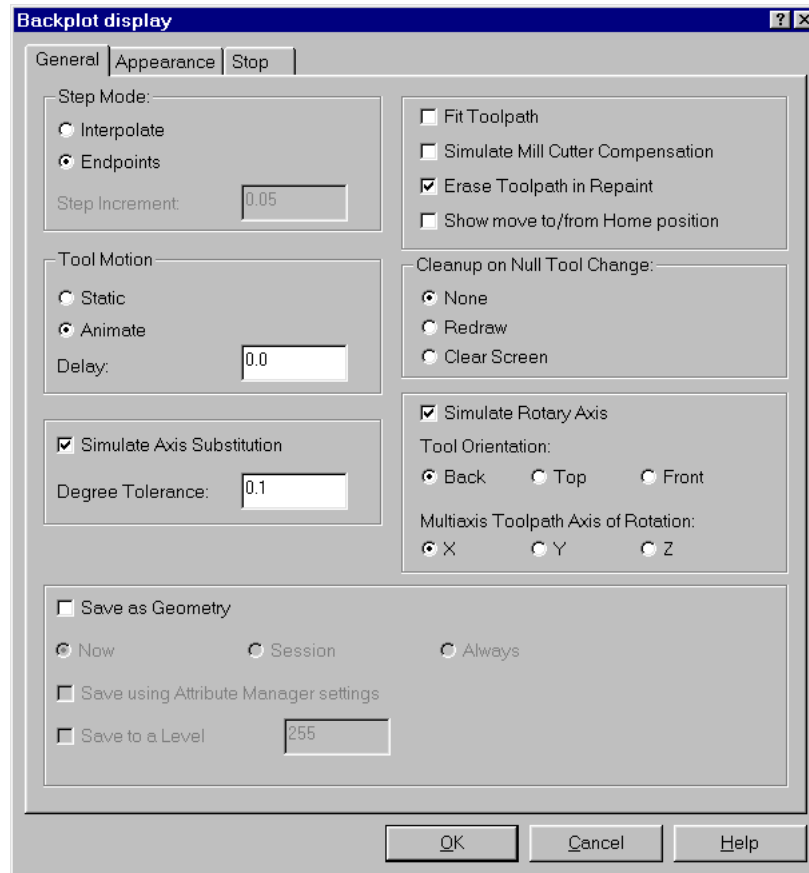 Backplot display
General
Appearance
Stop
Step Mode:
Interpolate
Endpoints
Step Increment:
0.05
Fit Toolpath
Simulate Mill Cutter Compensation
Erase Toolpath in Repaint
Show move to/from Home position
Tool Motion
Static
Animate
Delay:
0.0
Cleanup on Null Tool Change:
None
Redraw
Clear Screen
Simulate Axis Substitution
Degree Tolerance:
0.1
Simulate Rotary Axis
Tool Orientation:
Back
Top
Front
Multiaxis Toolpath Axis of Rotation:
X
Y
Z
Save as Geometry
Now
Session
Always
Save using Attribute Manager settings
Save to a Level
255
OK
Cancel
Help